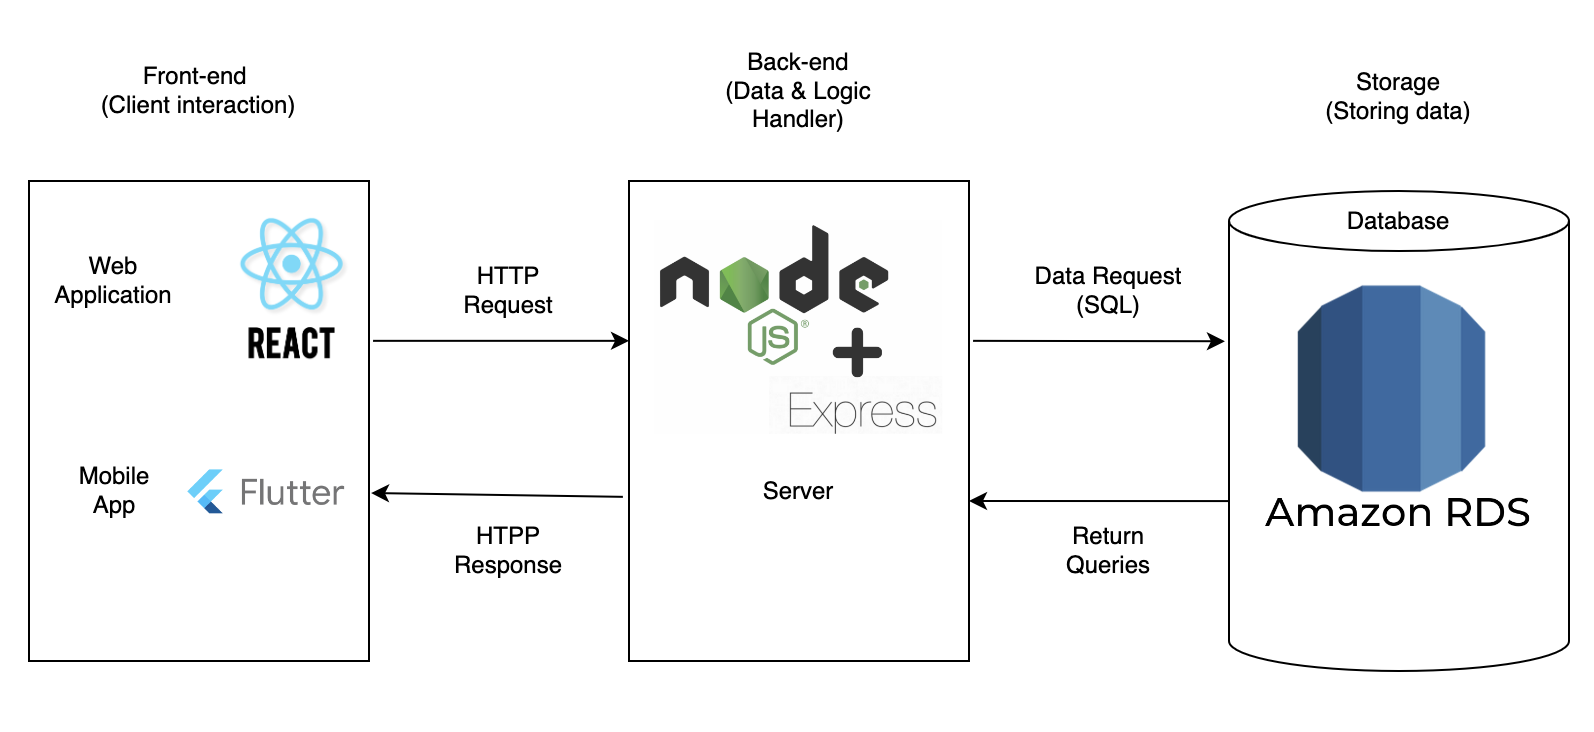 Front-end
(Client interaction)
Back-end
(Data & Logic
Handler)
Storage
(Storing data)
Web
Application
REACT
Mobile
App
Flutter
HTTP
Request
HTPP
Response
node
JS®
+
Express
Server
Data Request
(SQL)
Return
Queries
Database
Amazon RDS